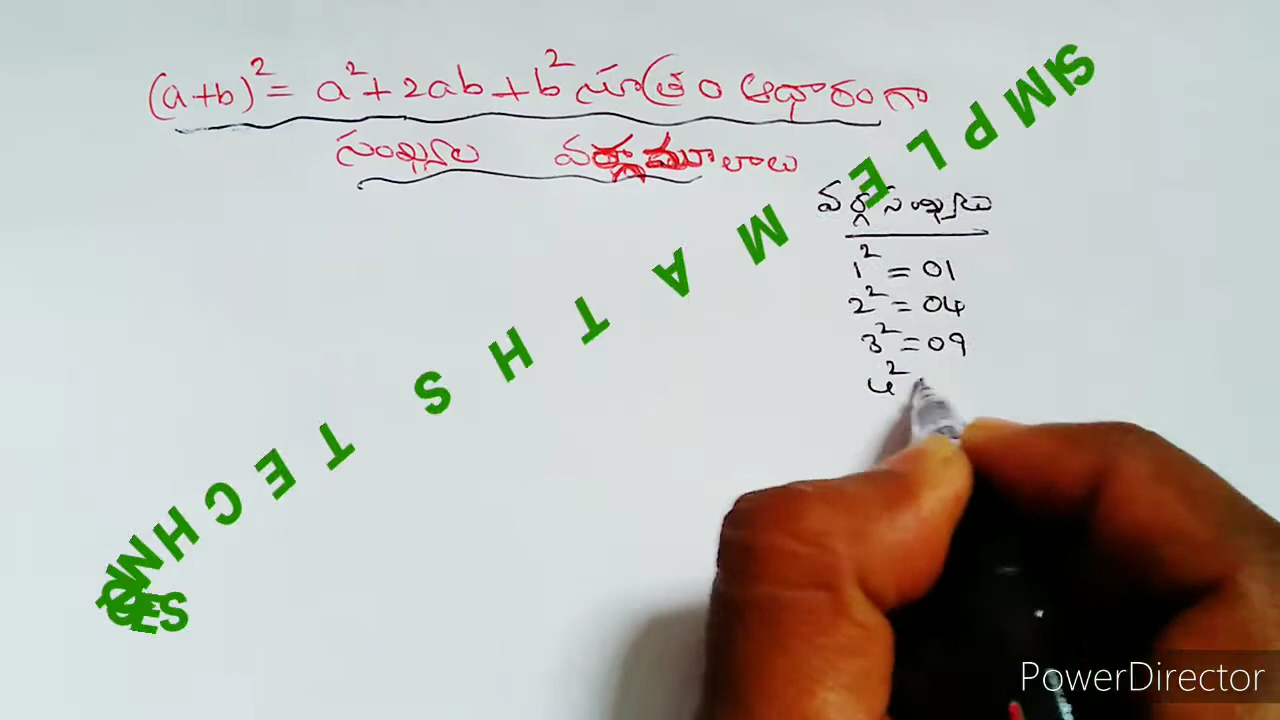 (a+b)² = a²+2ab+b² సూత్రం ఆధారంగా
సంఖ్యల వర్గమూలాలు
వర్గ సంఖ్యలు
1² = 01
2² = 04
3² = 09
4²
SIMPLE MATHS TECHNIQUES
PowerDirector